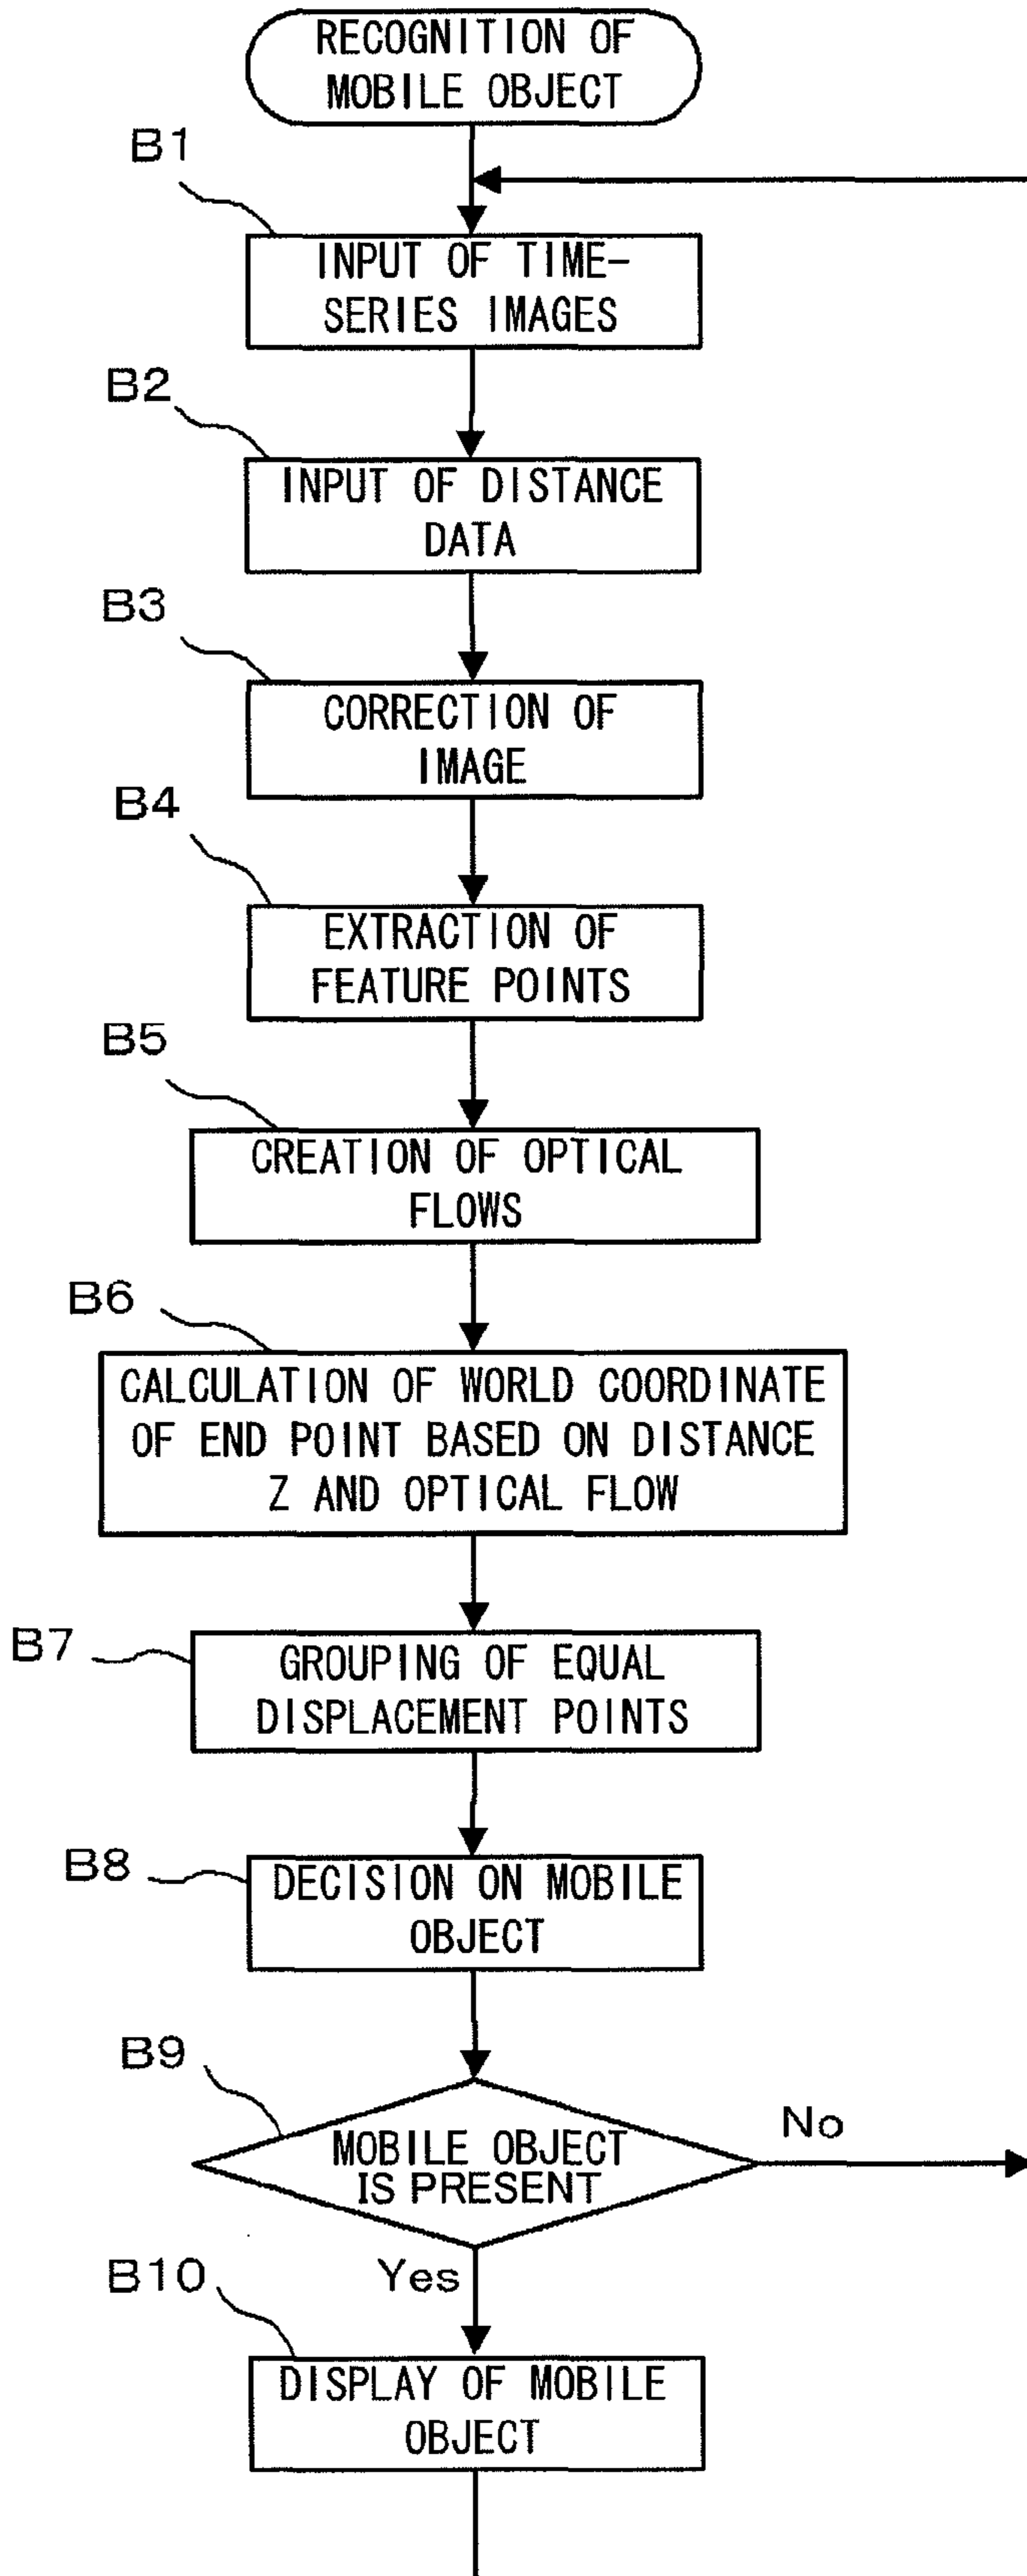 RECOGNITION OF
MOBILE OBJECT
B1
INPUT OF TIME-
SERIES IMAGES
B2
INPUT OF DISTANCE
DATA
B3
CORRECTION OF
IMAGE
B4
EXTRACTION OF
FEATURE POINTS
B5
CREATION OF OPTICAL
FLOWS
B6
CALCULATION OF WORLD COORDINATE
OF END POINT BASED ON DISTANCE
Z AND OPTICAL FLOW
B7
GROUPING OF EQUAL
DISPLACEMENT POINTS
B8
DECISION ON MOBILE
OBJECT
B9
MOBILE OBJECT
IS PRESENT
No
Yes
B10
DISPLAY OF MOBILE
OBJECT